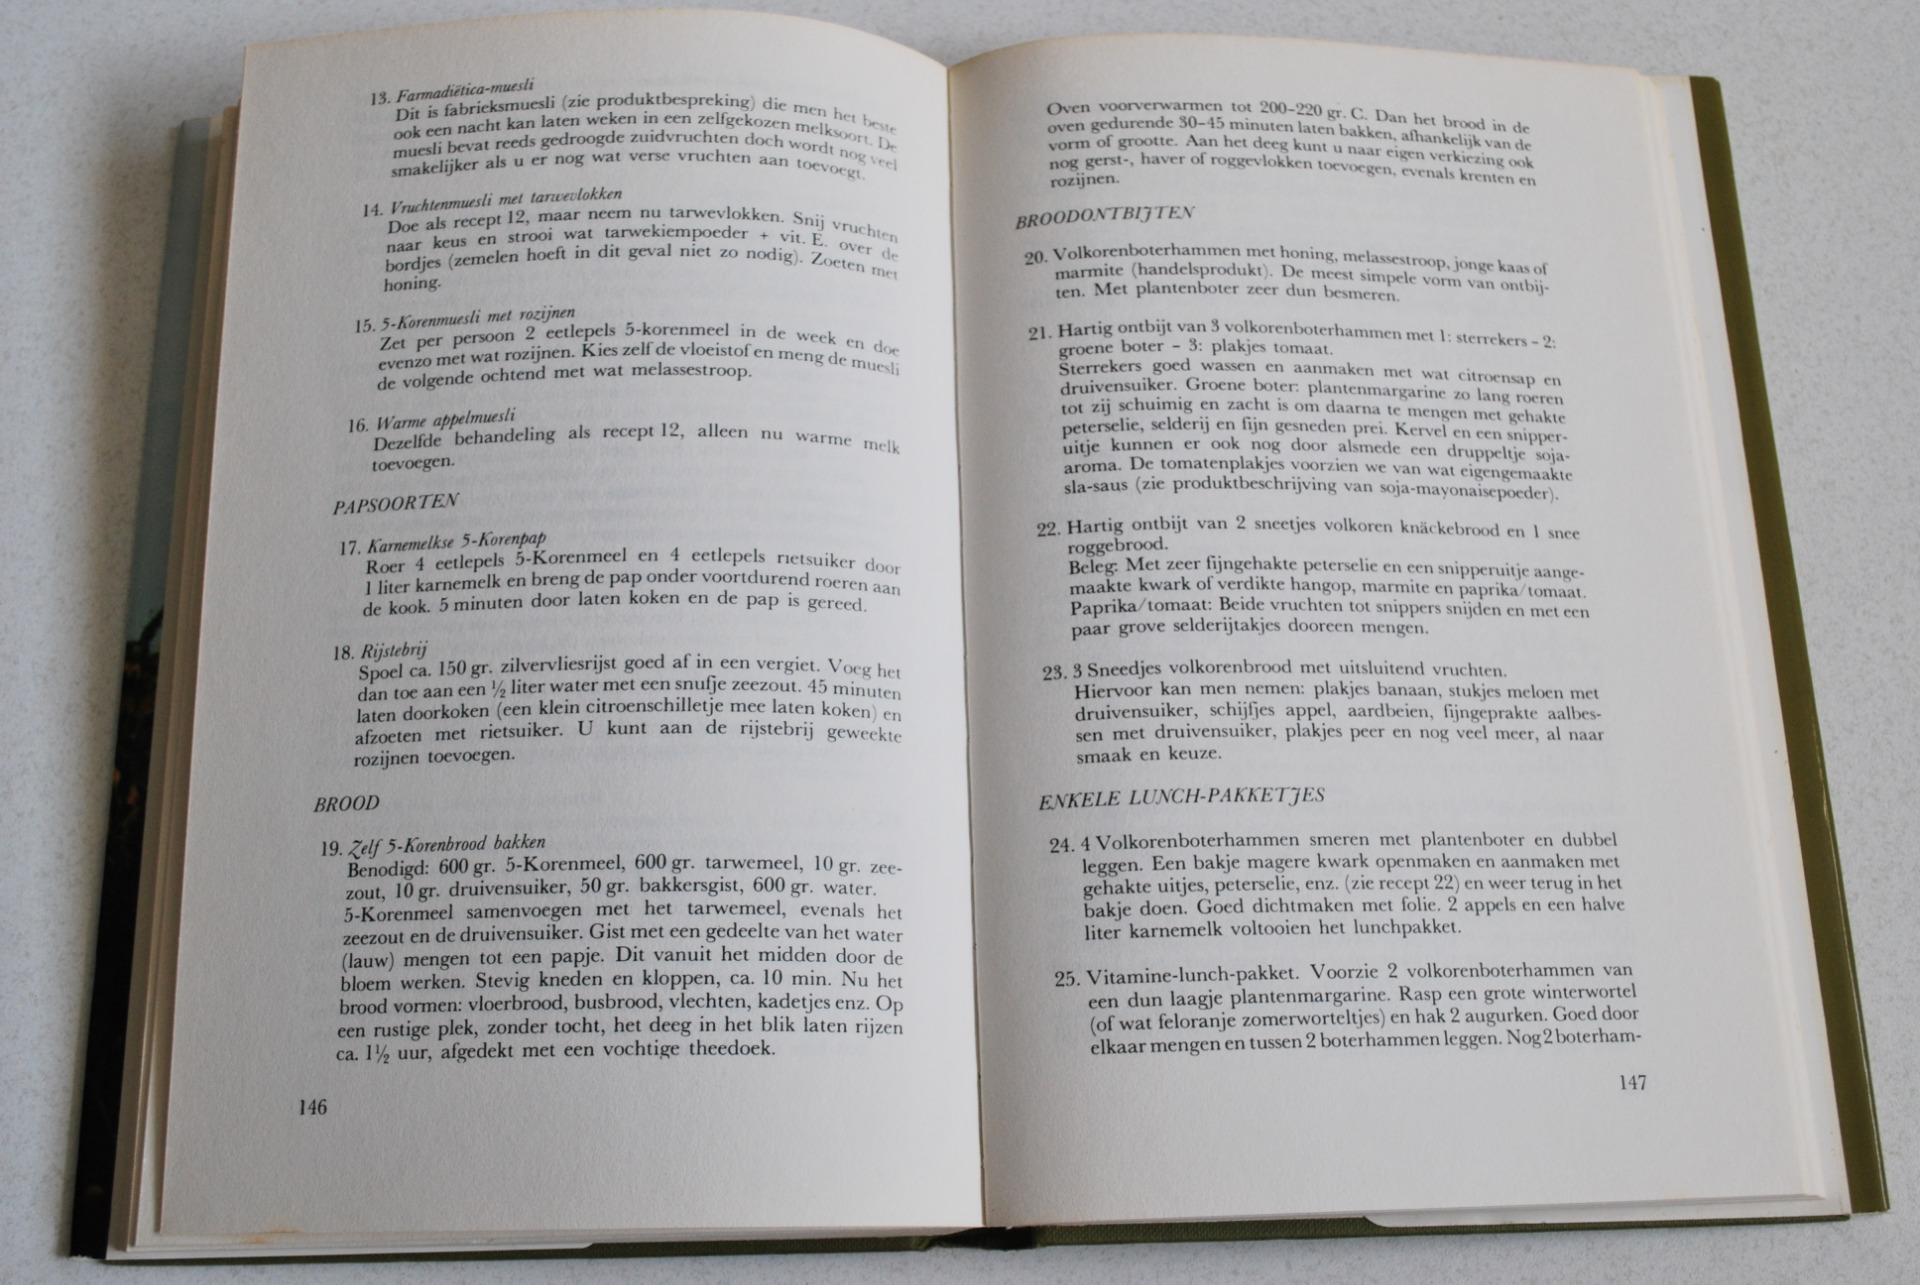 13. Farmadiëtica-muesli
Dit is fabrieksmuesli (zie produktbespreking) die men het beste
ook een nacht kan laten weken in een zelfgekozen melksoort. De
muesli bevat reeds gedroogde zuidvruchten doch wordt nog veel
smakelijker als u er nog wat verse vruchten aan toevoegt.
14. Vruchtenmuesli met tarwevlokken
Doe als recept 12, maar neem nu tarwevlokken. Snij vruchten
naar keus en strooi wat tarwekiempoeder + vit. E. over de
bordjes (zemelen hoeft in dit geval niet zo nodig). Zoeten met
honing.
15. 5-Korenmuesli met rozijnen
Zet per persoon 2 eetlepels 5-korenmeel in de week en doe
evenzo met wat rozijnen. Kies zelf de vloeistof en meng de muesli
de volgende ochtend met wat melassestroop.
16. Warme appelmuesli
Dezelfde behandeling als recept 12, alleen nu warme melk
toevoegen.
PAPSOORTEN
17. Karnemelkse 5-Korenpap
Roer 4 eetlepels 5-Korenmeel en 4 eetlepels rietsuiker door
1 liter karnemelk en breng de pap onder voortdurend roeren aan
de kook. 5 minuten door laten koken en de pap is gereed.
18. Rijstebrij
Spoel ca. 150 gr. zilvervliesrijst goed af in een vergiet. Voeg het
dan toe aan een ½ liter water met een snufje zeezout. 45 minuten
laten doorkoken (een klein citroenschilletje mee laten koken) en
afzoeten met rietsuiker. U kunt aan de rijstebrij geweekte
rozijnen toevoegen.
BROOD
19. Zelf 5-Korenbrood bakken
Benodigd: 600 gr. 5-Korenmeel, 600 gr. tarwemeel, 10 gr. zee-
zout, 10 gr. druivensuiker, 50 gr. bakkersgist, 600 gr. water.
5-Korenmeel samenvoegen met het tarwemeel, evenals het
zeezout en de druivensuiker. Gist met een gedeelte van het water
(lauw) mengen tot een papje. Dit vanuit het midden door de
bloem werken. Stevig kneden en kloppen, ca. 10 min. Nu het
brood vormen: vloerbrood, busbrood, vlechten, kadetjes enz. Op
een rustige plek, zonder tocht, het deeg in het blik laten rijzen
ca. 1½ uur, afgedekt met een vochtige theedoek.
146
Oven voorverwarmen tot 200-220 gr. C. Dan het brood in de
oven gedurende 30-45 minuten laten bakken, afhankelijk van de
vorm of grootte. Aan het deeg kunt u naar eigen verkiezing ook
nog gerst-, haver of roggevlokken toevoegen, evenals krenten en
rozijnen.
BROODONTBIJTEN
20. Volkorenboterhammen met honing, melassestroop, jonge kaas of
marmite (handelsprodukt). De meest simpele vorm van ontbij-
ten. Met plantenboter zeer dun besmeren.
21. Hartig ontbijt van 3 volkorenboterhammen met 1: sterrekers - 2:
groene boter - 3: plakjes tomaat.
Sterrekers goed wassen en aanmaken met wat citroensap en
druivensuiker. Groene boter: plantenmargarine zo lang roeren
tot zij schuimig en zacht is om daarna te mengen met gehakte
peterselie, selderij en fijn gesneden prei. Kervel en een snipper-
uitje kunnen er ook nog door alsmede een druppeltje soja-
aroma. De tomatenplakjes voorzien we van wat eigengemaakte
sla-saus (zie produktbeschrijving van soja-mayonaisepoeder).
22. Hartig ontbijt van 2 sneetjes volkoren knäckebrood en 1 snee
roggebrood.
Beleg: Met zeer fijngehakte peterselie en een snipperuitje aange-
maakte kwark of verdikte hangop, marmite en paprika/tomaat.
Paprika/tomaat: Beide vruchten tot snippers snijden en met een
paar grove selderijtakjes dooreen mengen.
23. 3 Sneedjes volkorenbrood met uitsluitend vruchten.
Hiervoor kan men nemen: plakjes banaan, stukjes meloen met
druivensuiker, schijfjes appel, aardbeien, fijngeprakte aalbes-
sen met druivensuiker, plakjes peer en nog veel meer, al naar
smaak en keuze.
ENKELE LUNCH-PAKKETJES
24. 4 Volkorenboterhammen smeren met plantenboter en dubbel
leggen. Een bakje magere kwark openmaken en aanmaken met
gehakte uitjes, peterselie, enz. (zie recept 22) en weer terug in het
bakje doen. Goed dichtmaken met folie. 2 appels en een halve
liter karnemelk voltooien het lunchpakket.
25. Vitamine-lunch-pakket. Voorzie 2 volkorenboterhammen van
een dun laagje plantenmargarine. Rasp een grote winterwortel
(of wat feloranje zomerworteltjes) en hak 2 augurken. Goed door
elkaar mengen en tussen 2 boterhammen leggen. Nog 2 boterham-
147